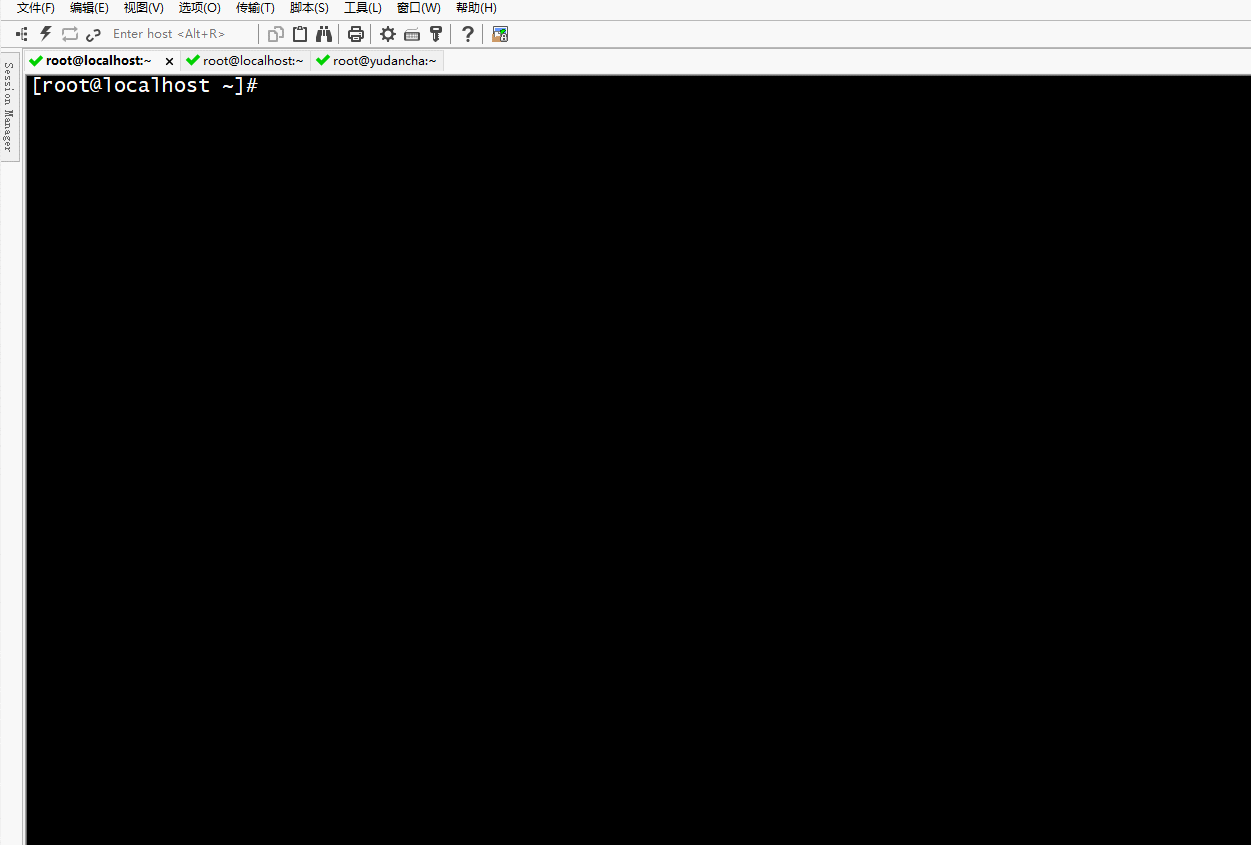 文件(F) 编辑(E) 视图(V) 选项(O) 传输(T) 脚本(S) 工具(L) 窗口(W) 帮助(H)
Enter host <Alt+R>
root@localhost:~ root@localhost:~ root@yudancha:~
Session Manager
[root@localhost ~]#